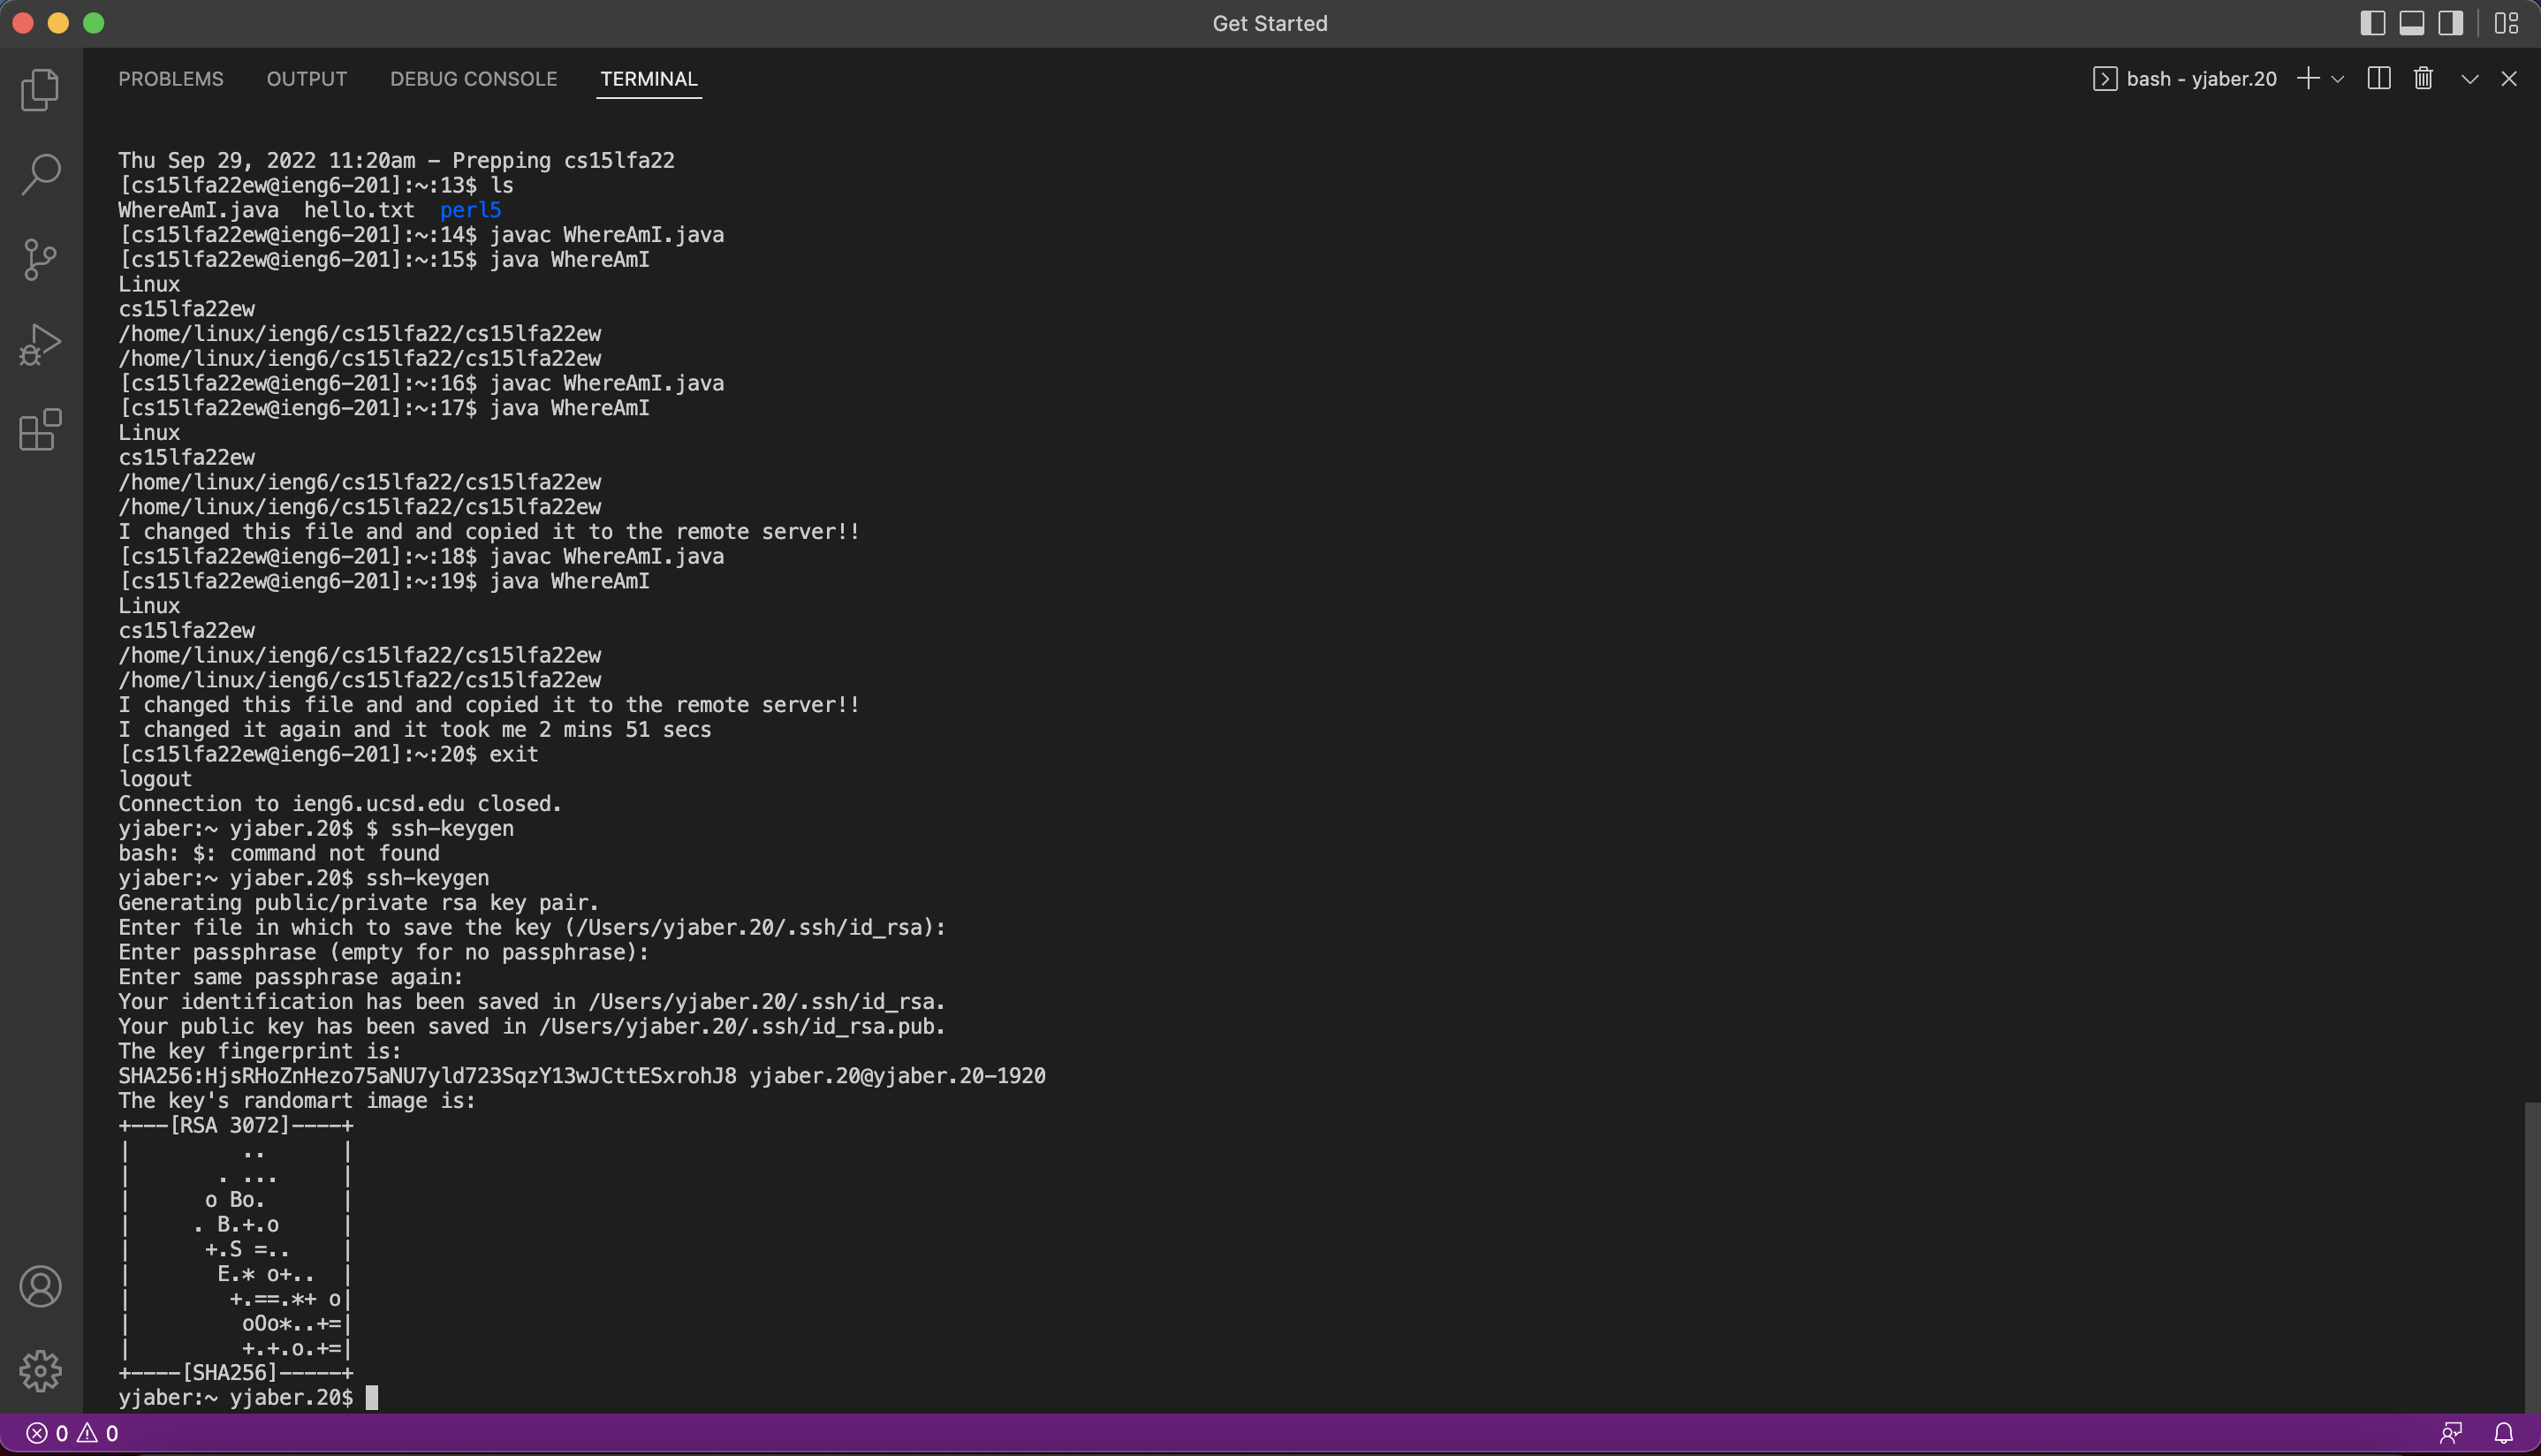 Get Started
PROBLEMS OUTPUT DEBUG CONSOLE TERMINAL
bash - yjaber.20
Thu Sep 29, 2022 11:20am - Prepping cs15lfa22
[cs15lfa22ew@ieng6-201]:~:13$ ls
WhereAmI.java  hello.txt  perl5
[cs15lfa22ew@ieng6-201]:~:14$ javac WhereAmI.java
[cs15lfa22ew@ieng6-201]:~:15$ java WhereAmI
Linux
cs15lfa22ew
/home/linux/ieng6/cs15lfa22/cs15lfa22ew
/home/linux/ieng6/cs15lfa22/cs15lfa22ew
[cs15lfa22ew@ieng6-201]:~:16$ javac WhereAmI.java
[cs15lfa22ew@ieng6-201]:~:17$ java WhereAmI
Linux
cs15lfa22ew
/home/linux/ieng6/cs15lfa22/cs15lfa22ew
/home/linux/ieng6/cs15lfa22/cs15lfa22ew
I changed this file and and copied it to the remote server!!
[cs15lfa22ew@ieng6-201]:~:18$ javac WhereAmI.java
[cs15lfa22ew@ieng6-201]:~:19$ java WhereAmI
Linux
cs15lfa22ew
/home/linux/ieng6/cs15lfa22/cs15lfa22ew
/home/linux/ieng6/cs15lfa22/cs15lfa22ew
I changed this file and and copied it to the remote server!!
I changed it again and it took me 2 mins 51 secs
[cs15lfa22ew@ieng6-201]:~:20$ exit
logout
Connection to ieng6.ucsd.edu closed.
yjaber:~ yjaber.20$ $ ssh-keygen
bash: $: command not found
yjaber:~ yjaber.20$ ssh-keygen
Generating public/private rsa key pair.
Enter file in which to save the key (/Users/yjaber.20/.ssh/id_rsa):
Enter passphrase (empty for no passphrase):
Enter same passphrase again:
Your identification has been saved in /Users/yjaber.20/.ssh/id_rsa.
Your public key has been saved in /Users/yjaber.20/.ssh/id_rsa.pub.
The key fingerprint is:
SHA256:HjsRHoZnHezo75aNU7yld723SqzY13wJCttESxrohJ8 yjaber.20@yjaber.20-1920
The key's randomart image is:
+---[RSA 3072]----+
|         ..      |
|       . ...     |
|      o Bo.      |
|     . B.+.o     |
|      +.S =..    |
|       E.* o+..  |
|        +.==.*+ o|
|         oOo*..+=|
|         +.+.o.+=|
+----[SHA256]-----+
yjaber:~ yjaber.20$
0 0